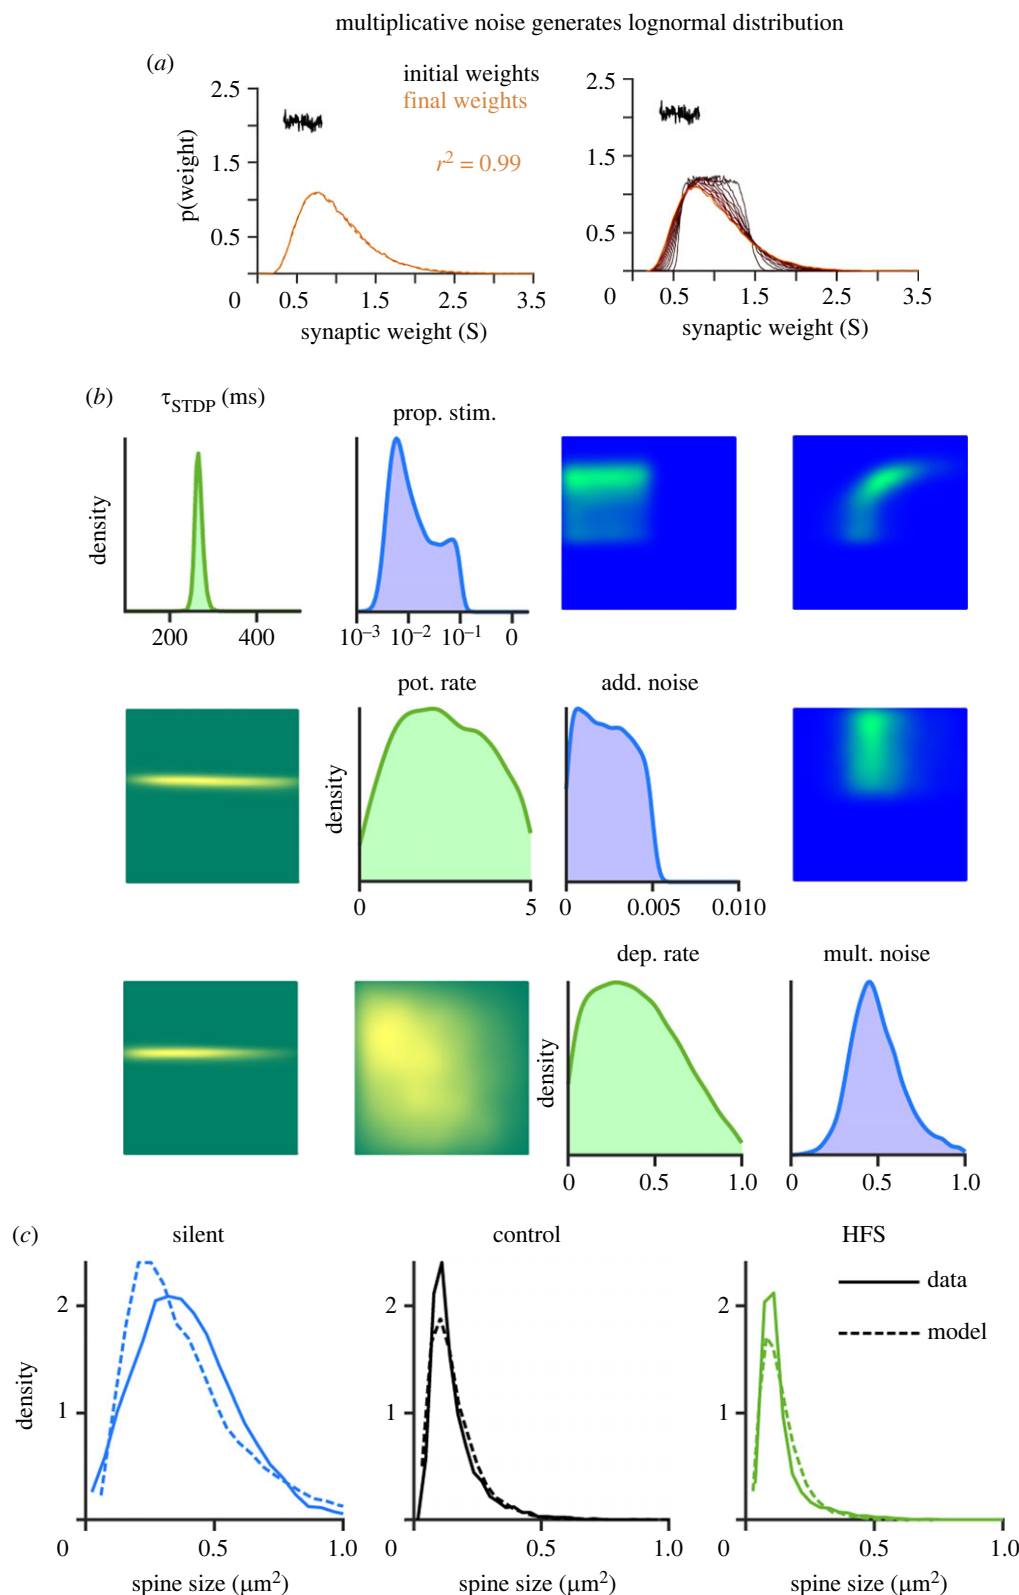 multiplicative noise generates lognormal distribution
(a)
initial weights
final weights
r² = 0.99
p(weight)
2.5
1.5
0.5
0
0.5
1.5
2.5
3.5
synaptic weight (S)
2.5
1.5
0.5
0
0.5
1.5
2.5
3.5
synaptic weight (S)
(b)
τSTDP (ms)
density
200
400
prop. stim.
10⁻³
10⁻²
10⁻¹
0
pot. rate
density
0
5
add. noise
0
0.005
0.010
dep. rate
density
0
0.5
1.0
mult. noise
0
0.5
1.0
(c)
silent
density
2
1
0
0.5
1.0
spine size (μm²)
control
2
1
0
0.5
1.0
spine size (μm²)
HFS
data
model
2
1
0
0.5
1.0
spine size (μm²)